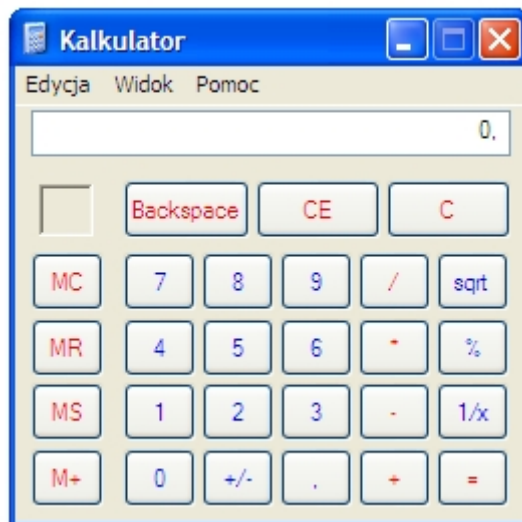 Kalkulator
Edycja Widok Pomoc
0,
Backspace CE C
MC 7 8 9 / sqrt
MR 4 5 6 * %
MS 1 2 3 - 1/x
M+ 0 +/- , + =